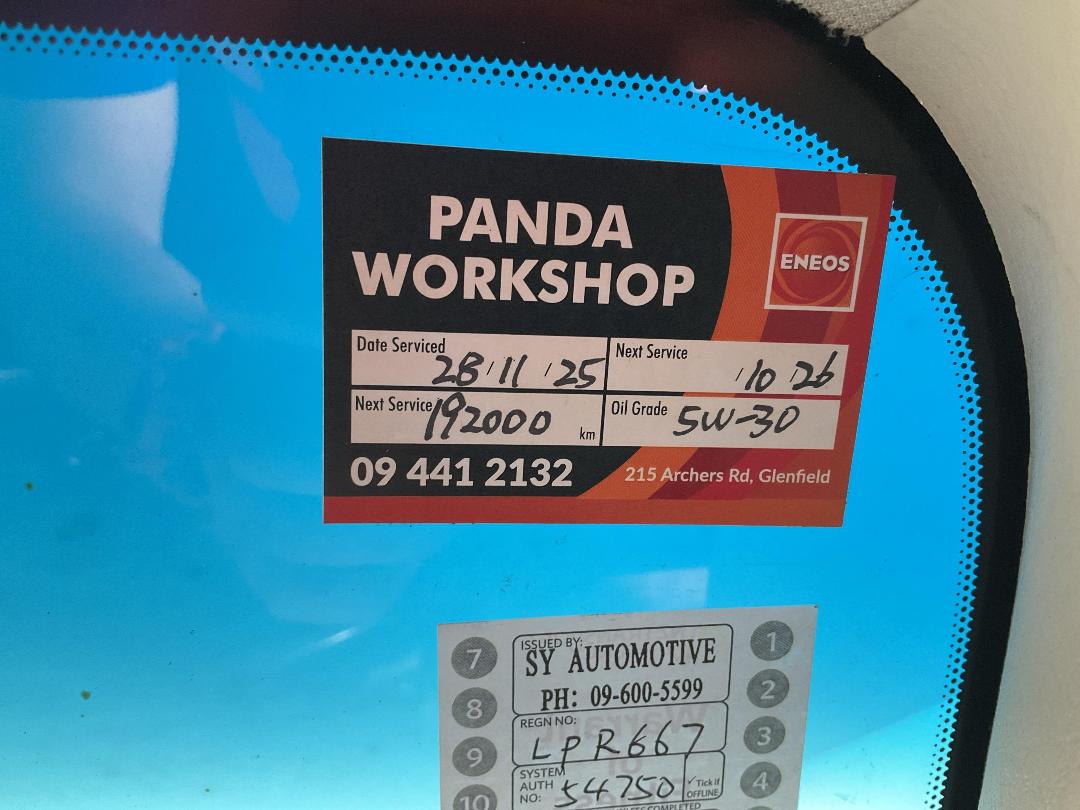 PANDA
WORKSHOP
ENEOS
Date Serviced 28/11/25
Next Service /10/26
Next Service 192000 km
Oil Grade 5W-30
09 441 2132
215 Archers Rd, Glenfield
7
8
9
10
ISSUED BY:
SY AUTOMOTIVE
PH: 09-600-5599
REGN NO:
LPR667
SYSTEM
AUTH
NO: 54750
✓Tick if
OFFLINE
COMPLETED
1
2
3
4